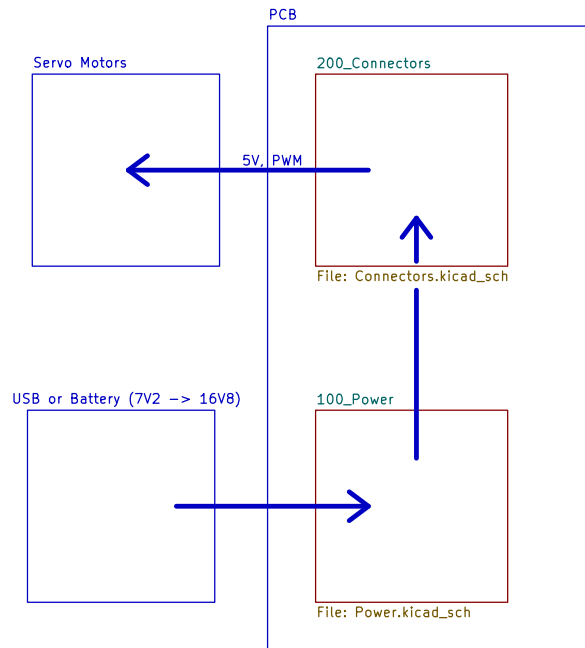 PCB
Servo Motors
200_Connectors
5V, PWM
File: Connectors.kicad_sch
USB or Battery (7V2 -> 16V8)
100_Power
File: Power.kicad_sch